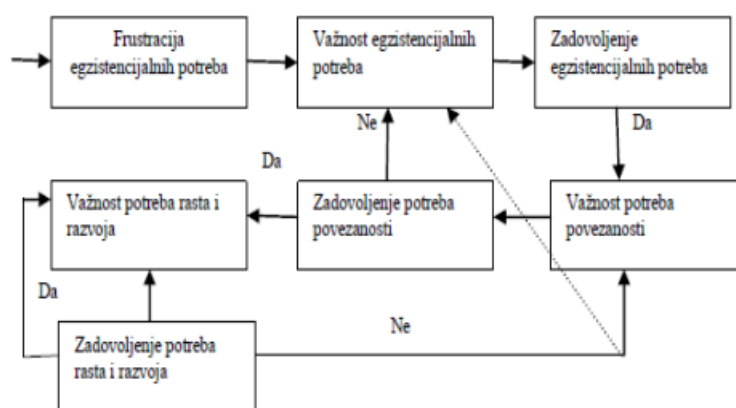 Frustracija
egzistencijalnih potreba
Važnost egzistencijalnih
potreba
Zadovoljenje
egzistencijalnih potreba
Ne
Da
Da
Važnost potreba rasta i
razvoja
Zadovoljenje potreba
povezanosti
Važnost potreba
povezanosti
Da
Ne
Zadovoljenje potreba
rasta i razvoja